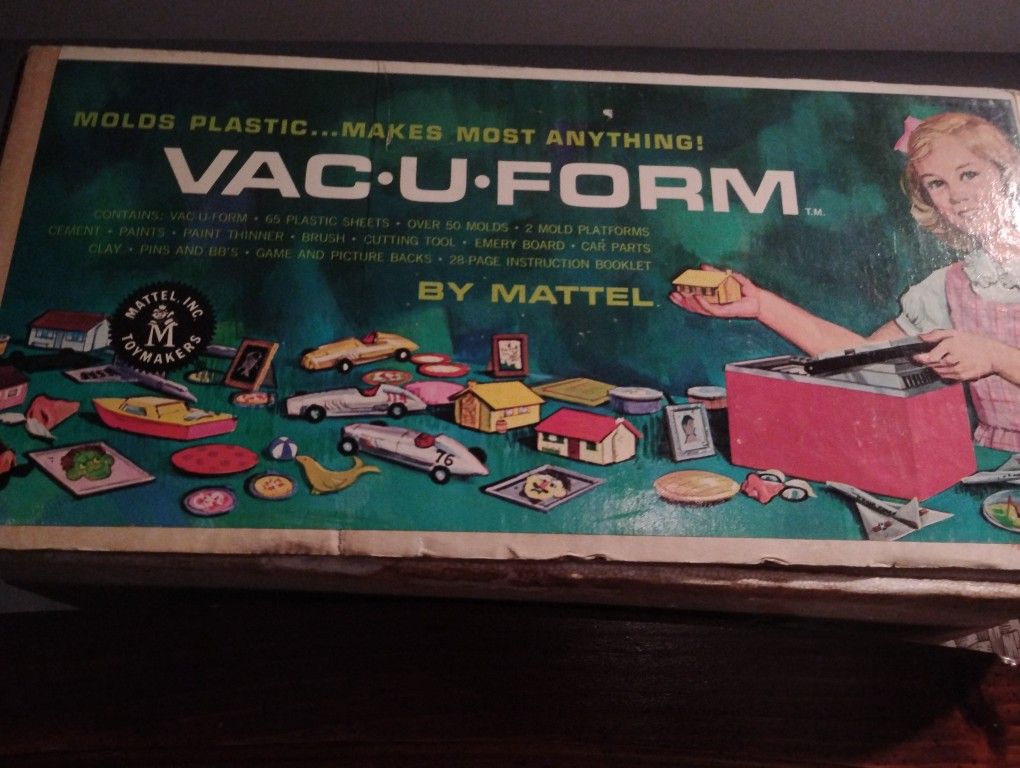 MOLDS PLASTIC...MAKES MOST ANYTHING!
VAC•U•FORM T.M.
CONTAINS: VAC-U-FORM • 65 PLASTIC SHEETS • OVER 50 MOLDS • 2 MOLD PLATFORMS
CEMENT • PAINTS • PAINT THINNER • BRUSH • CUTTING TOOL • EMERY BOARD • CAR PARTS
CLAY • PINS AND BB'S • GAME AND PICTURE BACKS • 28-PAGE INSTRUCTION BOOKLET
BY MATTEL
MATTEL, INC.
M
TOYMAKERS
76